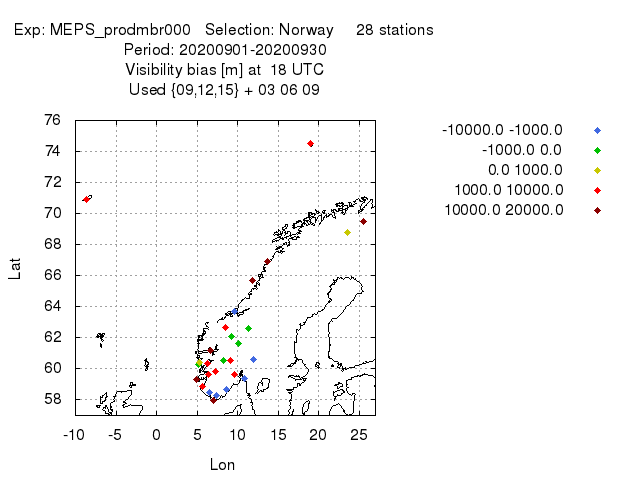 Exp: MEPS_prodmbr000 Selection: Norway 28 stations
Period: 20200901-20200930
Visibility bias [m] at 18 UTC
Used {09,12,15} + 03 06 09
-10000.0 -1000.0
-1000.0 0.0
0.0 1000.0
1000.0 10000.0
10000.0 20000.0
76
74
72
70
68
66
64
62
60
58
Lat
-10 -5 0 5 10 15 20 25
Lon